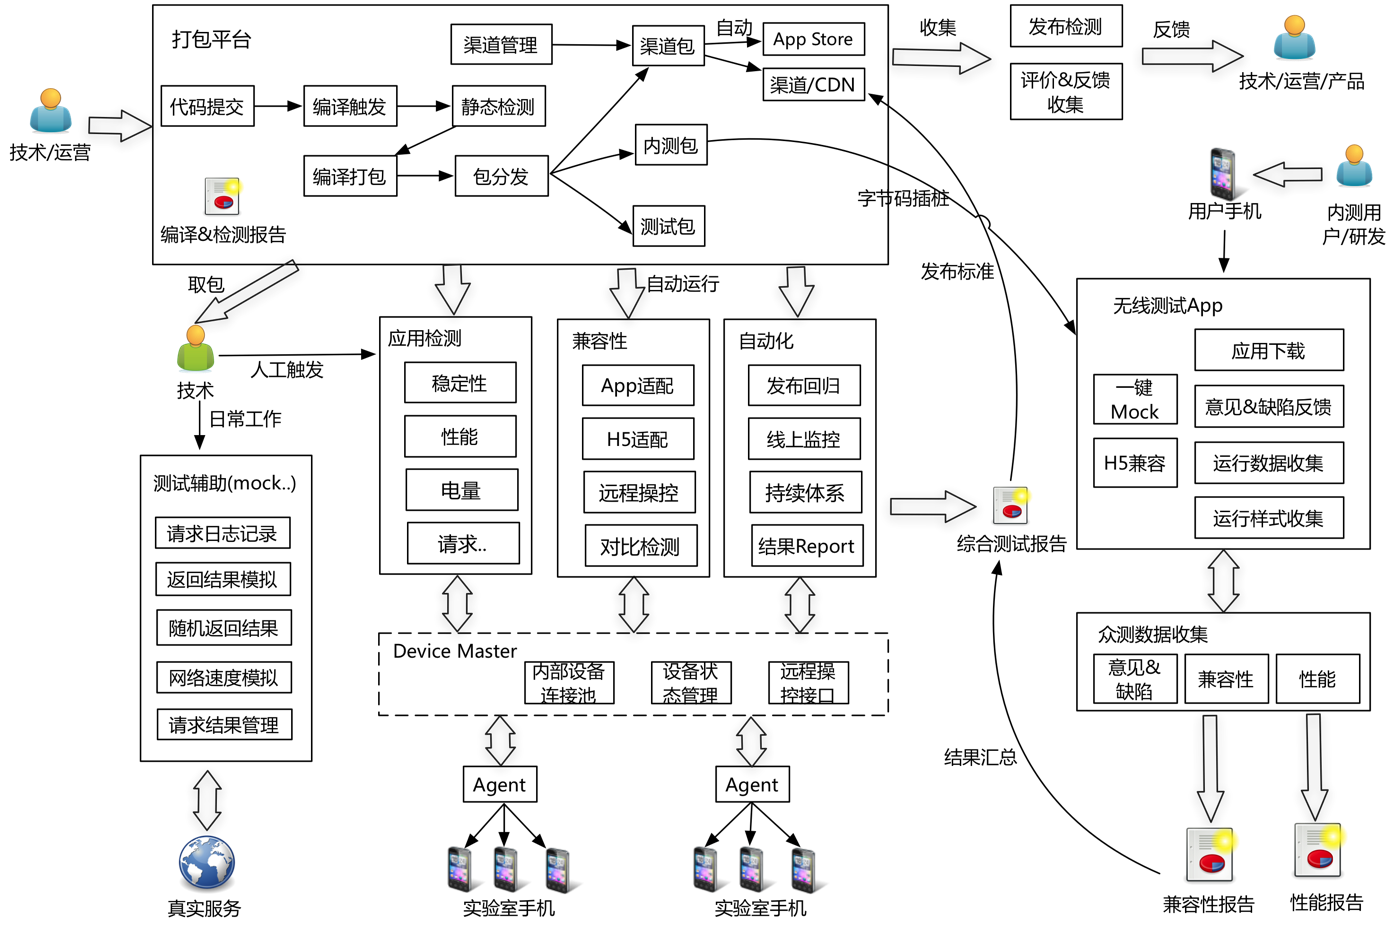 打包平台
渠道管理
渠道包
自动
App Store
渠道/CDN
代码提交
编译触发
静态检测
编译打包
包分发
内测包
测试包
编译&检测报告
技术/运营
收集
发布检测
评价&反馈
收集
反馈
技术/运营/产品
字节码插桩
发布标准
用户手机
内测用
户/研发
取包
自动运行
技术
人工触发
日常工作
应用检测
稳定性
性能
电量
请求..
兼容性
App适配
H5适配
远程操控
对比检测
自动化
发布回归
线上监控
持续体系
结果Report
综合测试报告
无线测试App
应用下载
一键
Mock
意见&缺陷反馈
H5兼容
运行数据收集
运行样式收集
测试辅助(mock..)
请求日志记录
返回结果模拟
随机返回结果
网络速度模拟
请求结果管理
真实服务
Device Master
内部设备
连接池
设备状
态管理
远程操
控接口
Agent
Agent
实验室手机
实验室手机
众测数据收集
意见&
缺陷
兼容性
性能
结果汇总
兼容性报告
性能报告